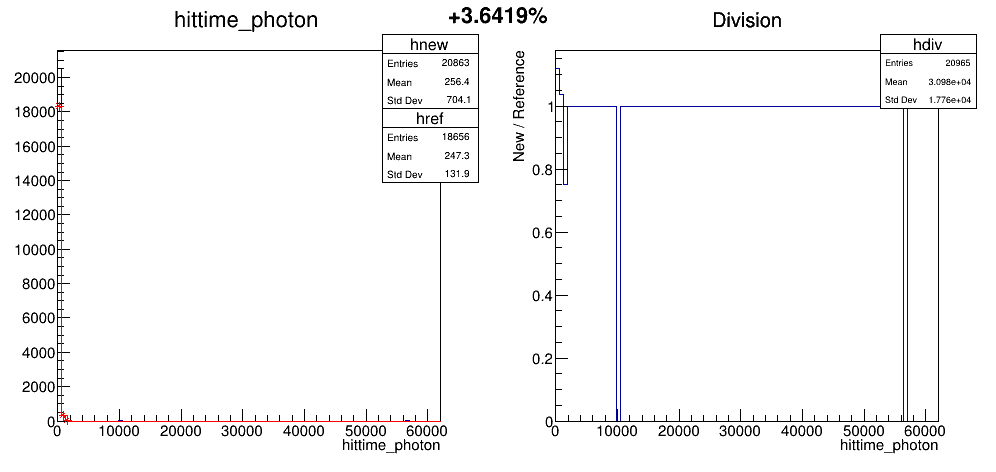 hittime_photon
+3.6419%
Division
hnew
Entries 20863
Mean 256.4
Std Dev 704.1
href
Entries 18656
Mean 247.3
Std Dev 131.9
20000
18000
16000
14000
12000
10000
8000
6000
4000
2000
0
0 10000 20000 30000 40000 50000 60000
hittime_photon
hdiv
Entries 20965
Mean 3.098e+04
Std Dev 1.776e+04
New / Reference
1
0.8
0.6
0.4
0.2
0
0 10000 20000 30000 40000 50000 60000
hittime_photon